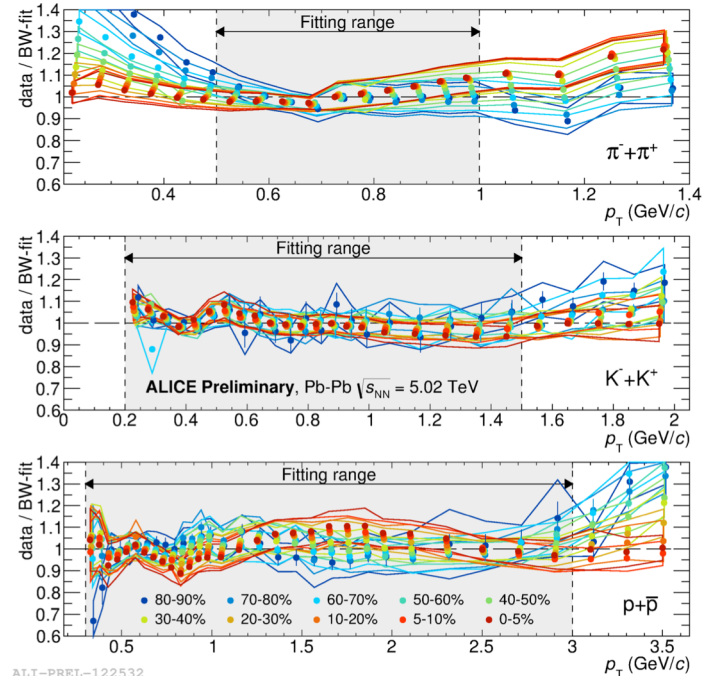 data / BW-fit
1.4
1.3
1.2
1.1
1
0.9
0.8
0.7
0.6
Fitting range
π⁻+π⁺
0.4 0.6 0.8 1 1.2 1.4
p_T (GeV/c)
data / BW-fit
1.4
1.3
1.2
1.1
1
0.9
0.8
0.7
0.6
Fitting range
ALICE Preliminary, Pb-Pb √s_NN = 5.02 TeV
K⁻+K⁺
0 0.2 0.4 0.6 0.8 1 1.2 1.4 1.6 1.8 2
p_T (GeV/c)
data / BW-fit
1.4
1.3
1.2
1.1
1
0.9
0.8
0.7
0.6
Fitting range
80-90% 70-80% 60-70% 50-60% 40-50%
30-40% 20-30% 10-20% 5-10% 0-5%
p+p̅
0.5 1 1.5 2 2.5 3 3.5
p_T (GeV/c)
ALI-PREL-122532